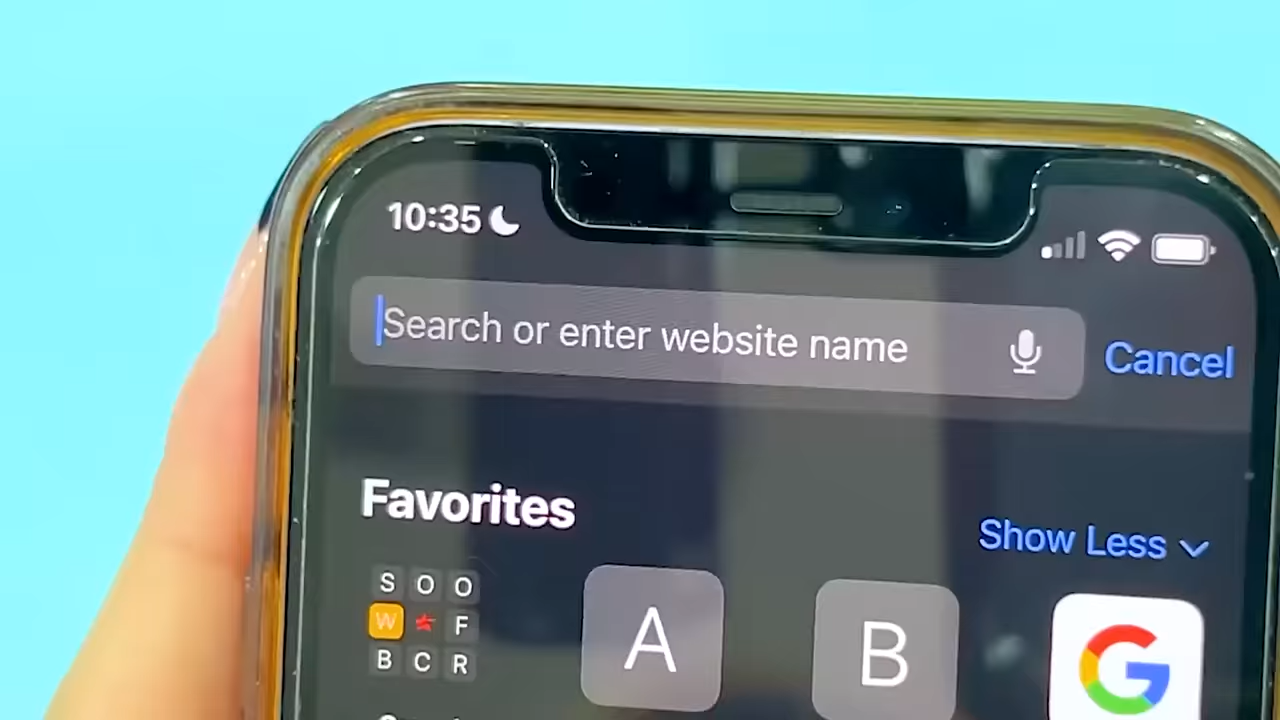 10:35
Search or enter website name
Cancel
Favorites
Show Less
S O O
W F
B C R
A
B
G